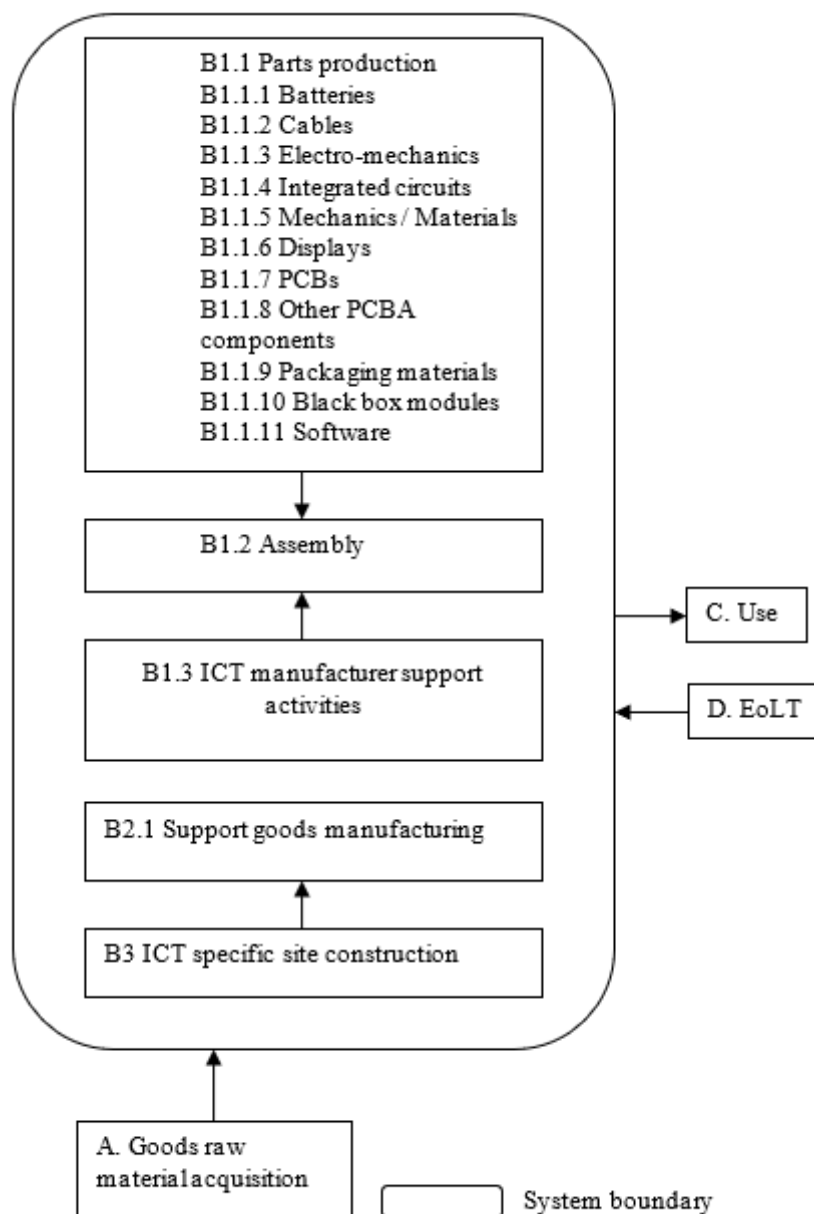 B1.1 Parts production
B1.1.1 Batteries
B1.1.2 Cables
B1.1.3 Electro-mechanics
B1.1.4 Integrated circuits
B1.1.5 Mechanics / Materials
B1.1.6 Displays
B1.1.7 PCBs
B1.1.8 Other PCBA
components
B1.1.9 Packaging materials
B1.1.10 Black box modules
B1.1.11 Software
B1.2 Assembly
C. Use
B1.3 ICT manufacturer support
activities
D. EoLT
B2.1 Support goods manufacturing
B3 ICT specific site construction
A. Goods raw
material acquisition
System boundary